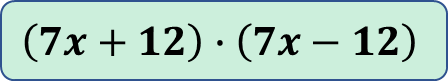 (7x + 12) · (7x − 12)